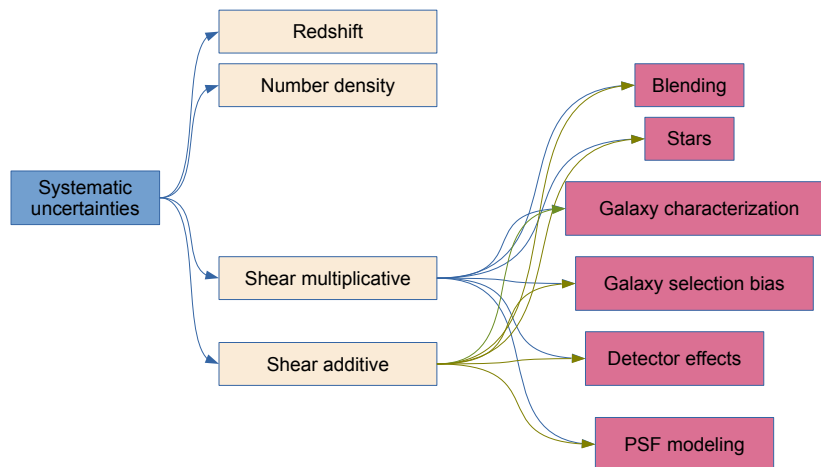 Redshift
Number density
Systematic
uncertainties
Shear multiplicative
Shear additive
Blending
Stars
Galaxy characterization
Galaxy selection bias
Detector effects
PSF modeling